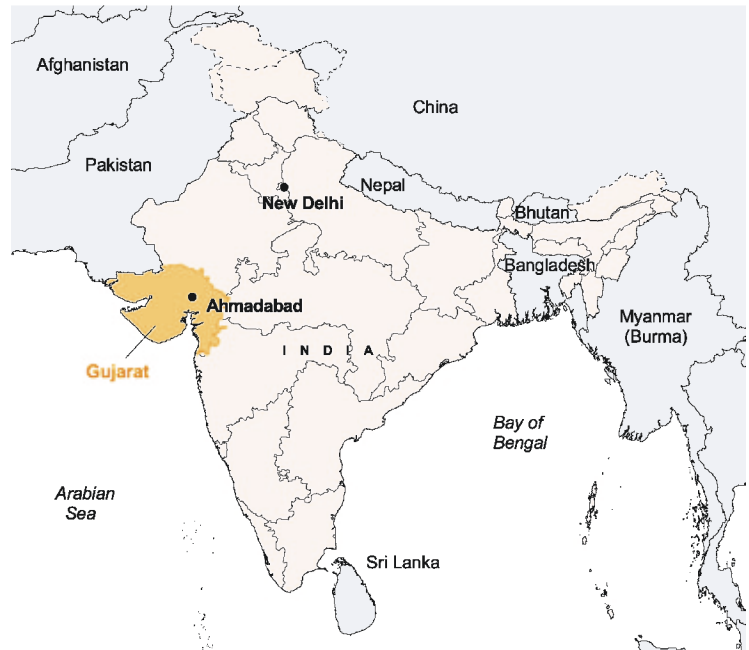 Afghanistan
China
Pakistan
Nepal
New Delhi
Bhutan
Bangladesh
Ahmadabad
Myanmar
(Burma)
I N D I A
Gujarat
Bay of
Bengal
Arabian
Sea
Sri Lanka